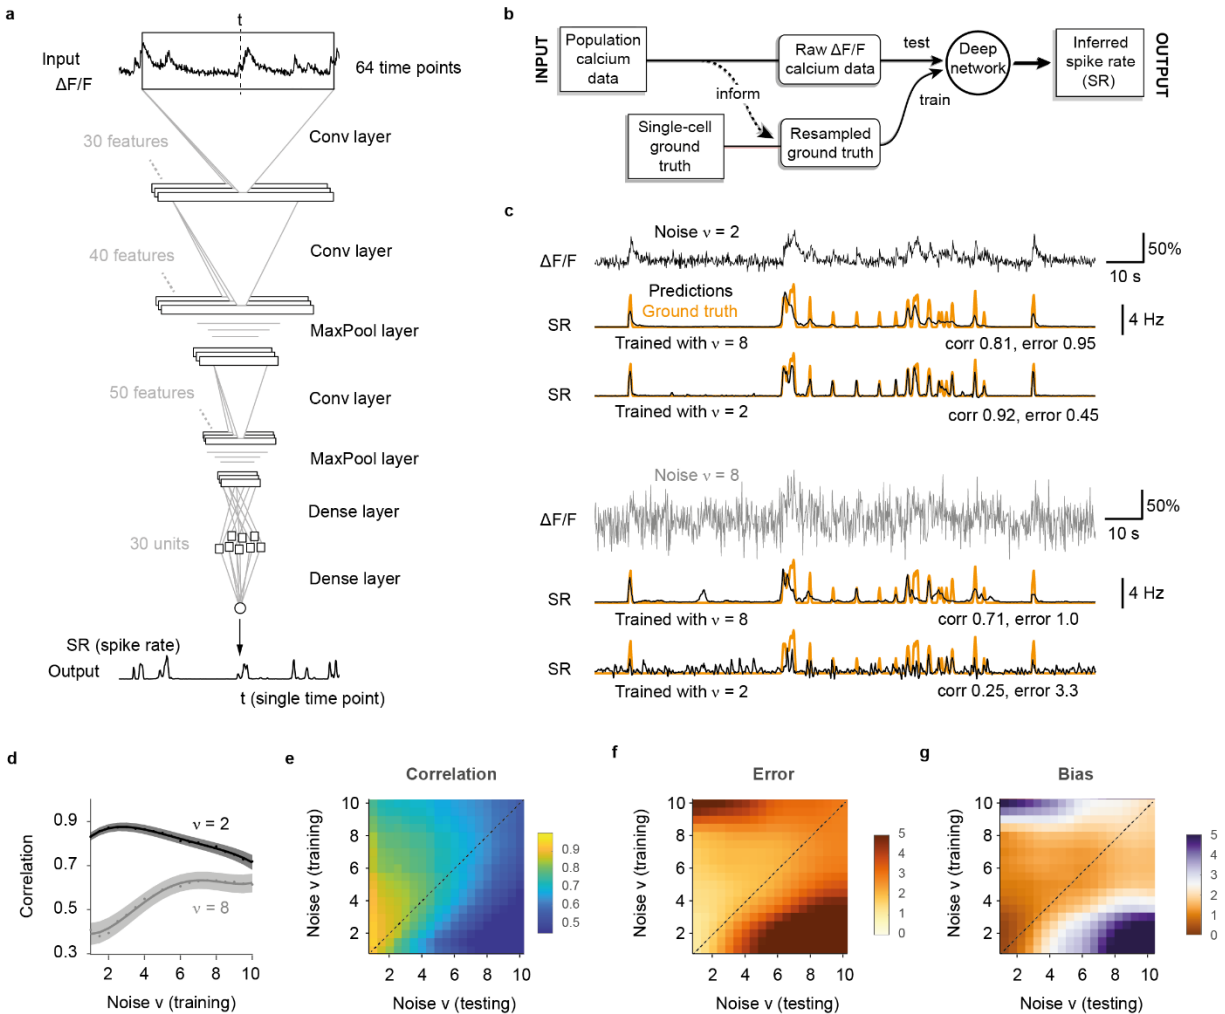 a
t
Input
ΔF/F
64 time points
Conv layer
30 features
Conv layer
40 features
MaxPool layer
50 features
Conv layer
MaxPool layer
Dense layer
30 units
Dense layer
SR (spike rate)
Output
t (single time point)
b
INPUT
Population
calcium
data
Raw ΔF/F
calcium data
test
Deep
network
Inferred
spike rate
(SR)
OUTPUT
inform
train
Single-cell
ground
truth
Resampled
ground truth
c
Noise ν = 2
ΔF/F
50%
10 s
Predictions
Ground truth
SR
4 Hz
Trained with ν = 8
corr 0.81, error 0.95
SR
Trained with ν = 2
corr 0.92, error 0.45
Noise ν = 8
ΔF/F
50%
10 s
SR
4 Hz
Trained with ν = 8
corr 0.71, error 1.0
SR
Trained with ν = 2
corr 0.25, error 3.3
d
0.9
0.7
0.5
0.3
Correlation
ν = 2
ν = 8
2 4 6 8 10
Noise ν (training)
e
Correlation
10
8
6
4
2
Noise ν (training)
2 4 6 8 10
Noise ν (testing)
0.9
0.8
0.7
0.6
0.5
f
Error
10
8
6
4
2
Noise ν (training)
2 4 6 8 10
Noise ν (testing)
5
4
3
2
1
0
g
Bias
10
8
6
4
2
Noise ν (training)
2 4 6 8 10
Noise ν (testing)
5
4
3
2
1
0